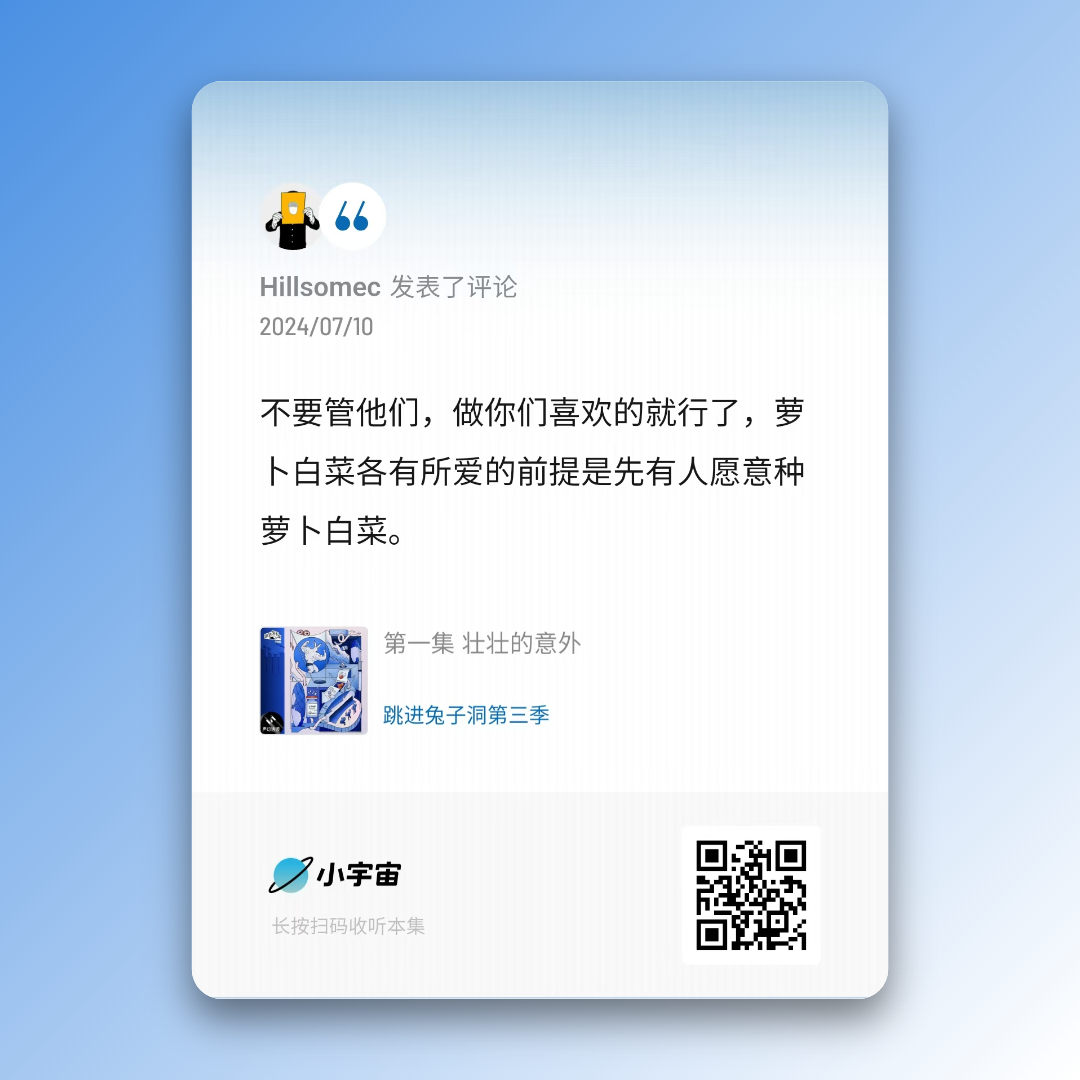 Hillsomec 发表了评论
2024/07/10
不要管他们，做你们喜欢的就行了，萝
卜白菜各有所爱的前提是先有人愿意种
萝卜白菜。
第一集 壮壮的意外
跳进兔子洞第三季
小宇宙
长按扫码收听本集